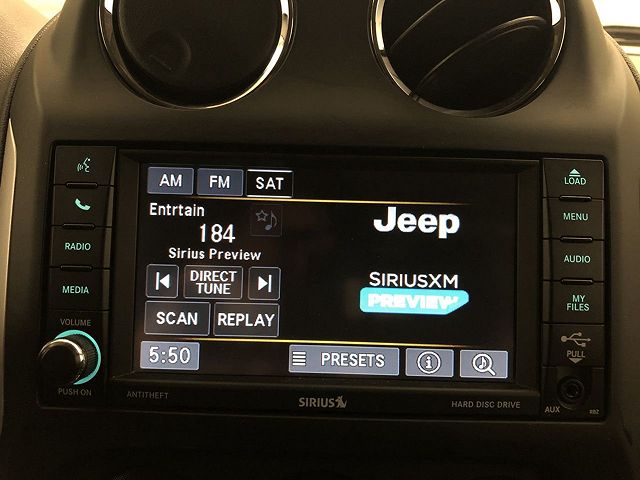 AM FM SAT
Entrtain
184
Sirius Preview
DIRECT
TUNE
SCAN REPLAY
5:50 PRESETS
Jeep
SIRIUSXM
PREVIEW
RADIO
MEDIA
VOLUME
PUSH ON
LOAD
MENU
AUDIO
MY
FILES
PULL
AUX
RBZ
ANTITHEFT
SIRIUS
HARD DISC DRIVE